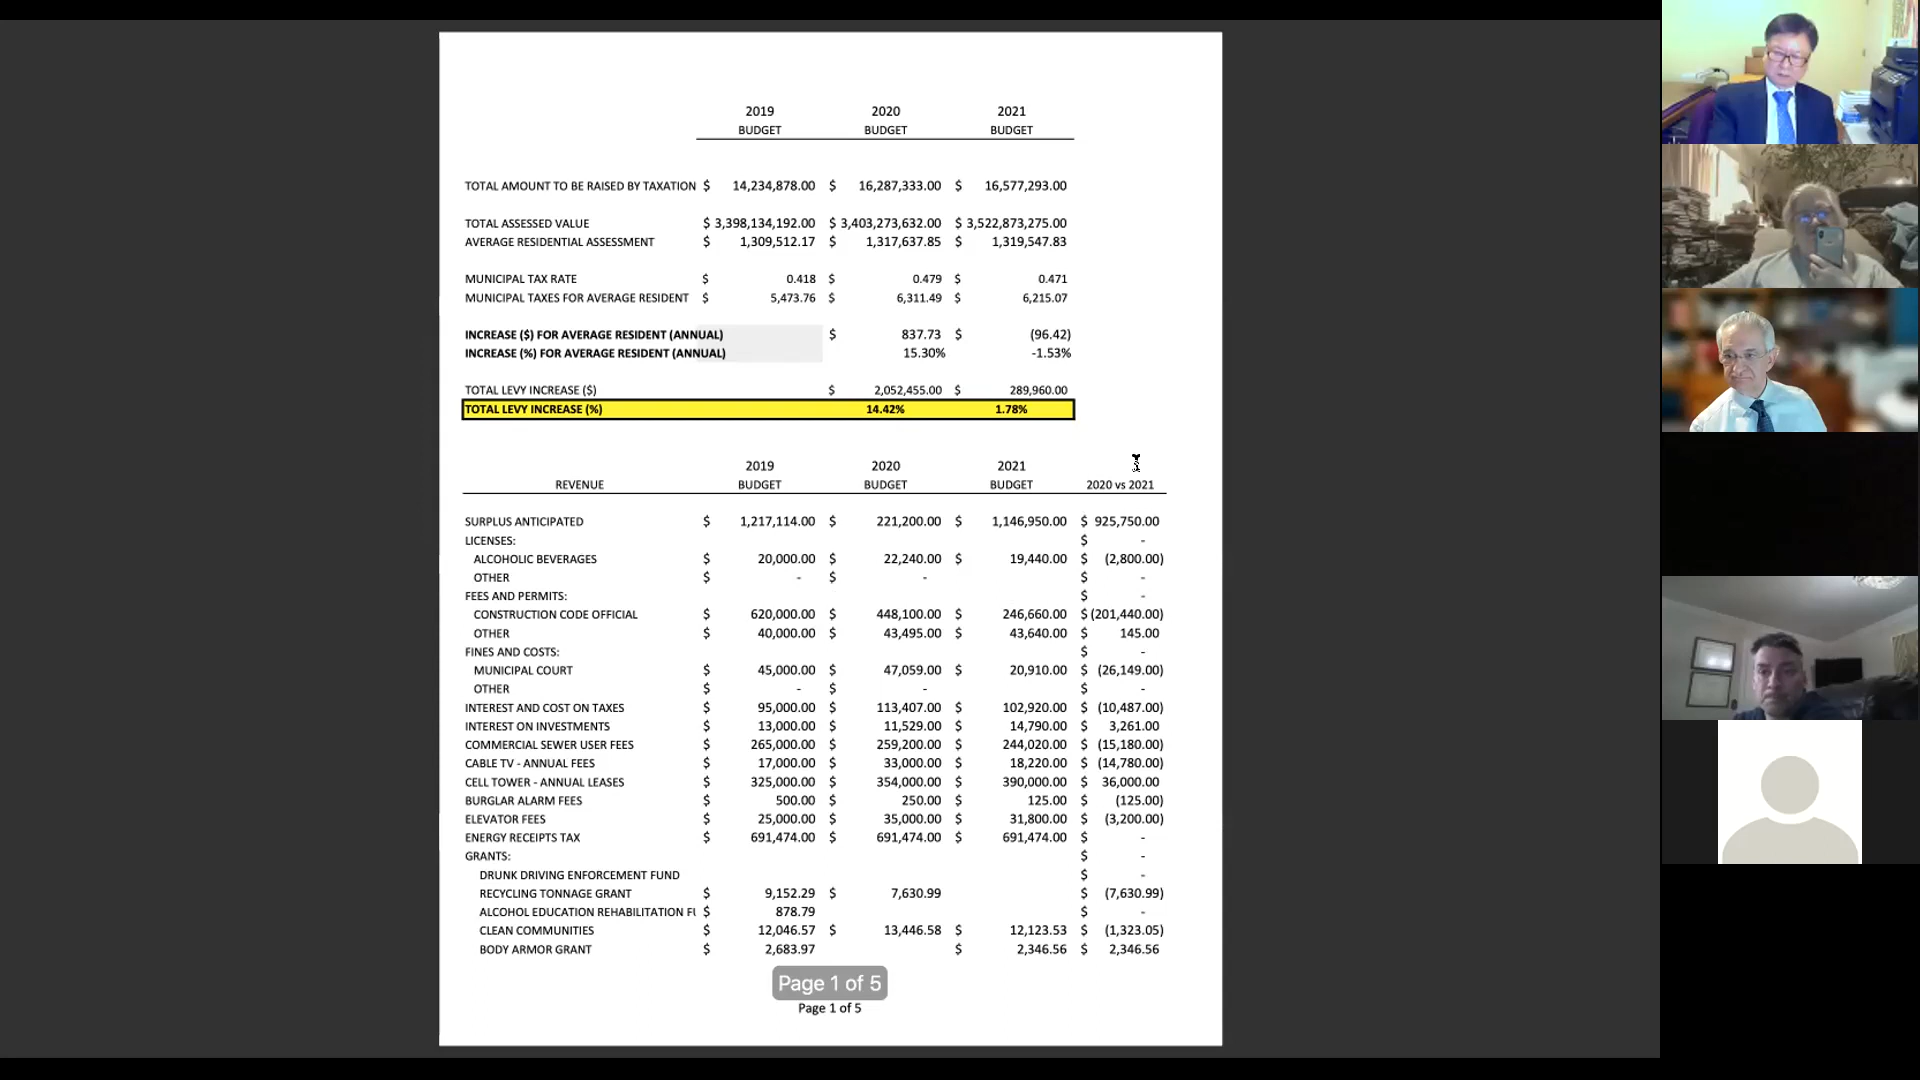 2019 2020 2021
BUDGET BUDGET BUDGET
TOTAL AMOUNT TO BE RAISED BY TAXATION $ 14,234,878.00 $ 16,287,333.00 $ 16,577,293.00
TOTAL ASSESSED VALUE $ 3,398,134,192.00 $ 3,403,273,632.00 $ 3,522,873,275.00
AVERAGE RESIDENTIAL ASSESSMENT $ 1,309,512.17 $ 1,317,637.85 $ 1,319,547.83
MUNICIPAL TAX RATE $ 0.418 $ 0.479 $ 0.471
MUNICIPAL TAXES FOR AVERAGE RESIDENT $ 5,473.76 $ 6,311.49 $ 6,215.07
INCREASE ($) FOR AVERAGE RESIDENT (ANNUAL) $ 837.73 $ (96.42)
INCREASE (%) FOR AVERAGE RESIDENT (ANNUAL) 15.30% -1.53%
TOTAL LEVY INCREASE ($) $ 2,052,455.00 $ 289,960.00
TOTAL LEVY INCREASE (%) 14.42% 1.78%
2019 2020 2021
REVENUE BUDGET BUDGET BUDGET 2020 vs 2021
SURPLUS ANTICIPATED $ 1,217,114.00 $ 221,200.00 $ 1,146,950.00 $ 925,750.00
LICENSES: $ -
ALCOHOLIC BEVERAGES $ 20,000.00 $ 22,240.00 $ 19,440.00 $ (2,800.00)
OTHER $ - $ - $ -
FEES AND PERMITS: $ -
CONSTRUCTION CODE OFFICIAL $ 620,000.00 $ 448,100.00 $ 246,660.00 $ (201,440.00)
OTHER $ 40,000.00 $ 43,495.00 $ 43,640.00 $ 145.00
FINES AND COSTS: $ -
MUNICIPAL COURT $ 45,000.00 $ 47,059.00 $ 20,910.00 $ (26,149.00)
OTHER $ - $ - $ -
INTEREST AND COST ON TAXES $ 95,000.00 $ 113,407.00 $ 102,920.00 $ (10,487.00)
INTEREST ON INVESTMENTS $ 13,000.00 $ 11,529.00 $ 14,790.00 $ 3,261.00
COMMERCIAL SEWER USER FEES $ 265,000.00 $ 259,200.00 $ 244,020.00 $ (15,180.00)
CABLE TV - ANNUAL FEES $ 17,000.00 $ 33,000.00 $ 18,220.00 $ (14,780.00)
CELL TOWER - ANNUAL LEASES $ 325,000.00 $ 354,000.00 $ 390,000.00 $ 36,000.00
BURGLAR ALARM FEES $ 500.00 $ 250.00 $ 125.00 $ (125.00)
ELEVATOR FEES $ 25,000.00 $ 35,000.00 $ 31,800.00 $ (3,200.00)
ENERGY RECEIPTS TAX $ 691,474.00 $ 691,474.00 $ 691,474.00 $ -
GRANTS: $ -
DRUNK DRIVING ENFORCEMENT FUND $ -
RECYCLING TONNAGE GRANT $ 9,152.29 $ 7,630.99 $ (7,630.99)
ALCOHOL EDUCATION REHABILITATION FU $ 878.79 $ -
CLEAN COMMUNITIES $ 12,046.57 $ 13,446.58 $ 12,123.53 $ (1,323.05)
BODY ARMOR GRANT $ 2,683.97 $ 2,346.56 $ 2,346.56
Page 1 of 5
Page 1 of 5